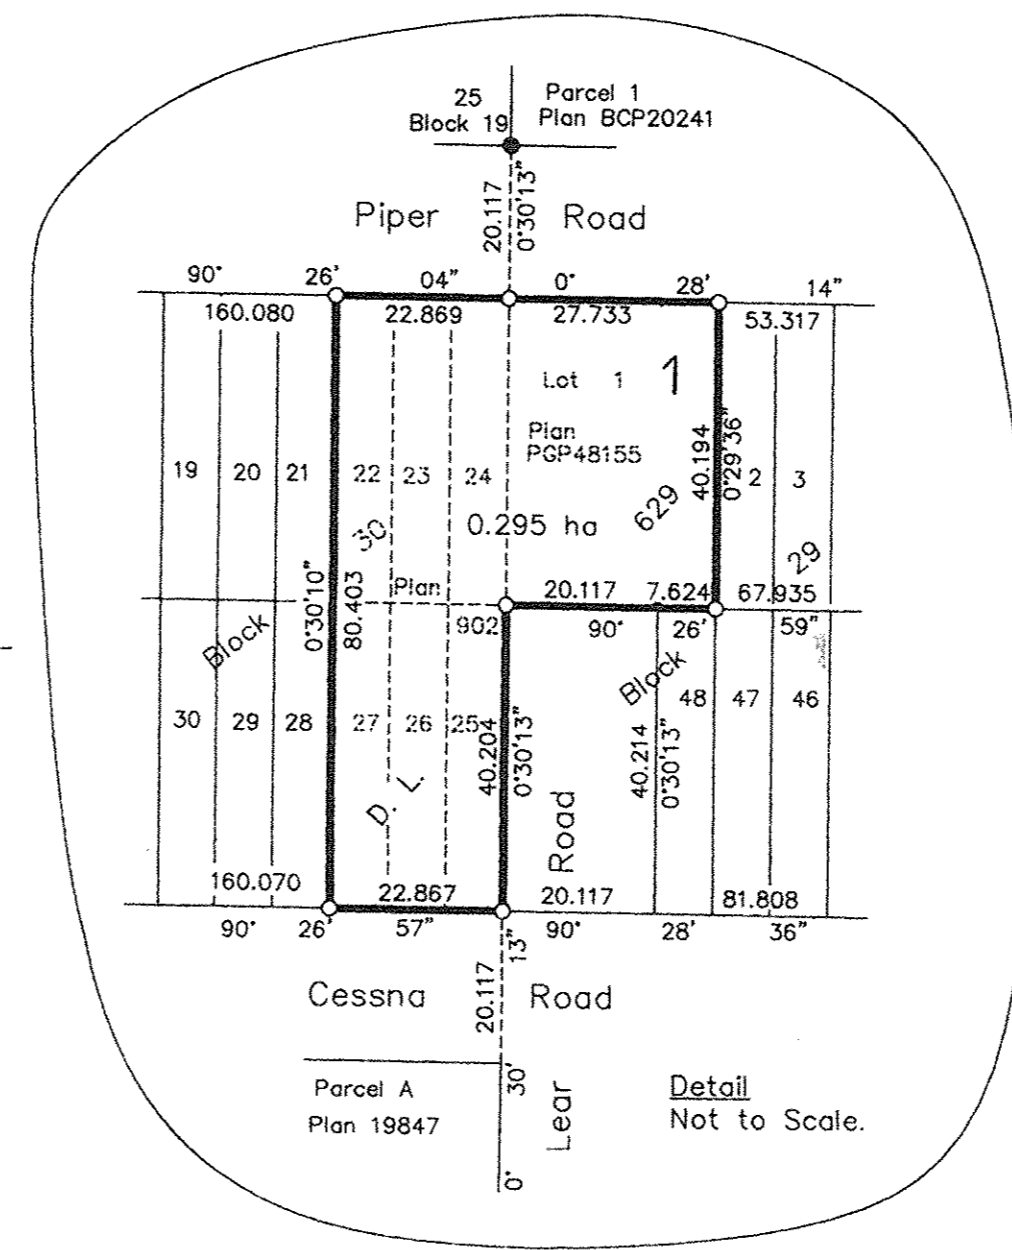 25
Block 19
Parcel 1
Plan BCP20241
20.117
0°30'13"
Piper Road
90° 26' 04" 0° 28' 14"
160.080 22.869 27.733 53.317
Lot 1 1
Plan
PGP48155
40.194
0°29'36"
19 20 21 22 23 24 2 3
30
0.295 ha
629
29
0°30'10"
80.403
Plan
902
20.117 7.624 67.935
90° 26' 59"
Block
Block
30 29 28 27 26 25 48 47 46
40.204
0°30'13"
40.214
0°30'13"
D. L.
Road
160.070 22.867 20.117 81.808
90° 26' 57" 90° 28' 36"
13"
20.117
Cessna Road
30'
0°
Lear
Parcel A
Plan 19847
Detail
Not to Scale.